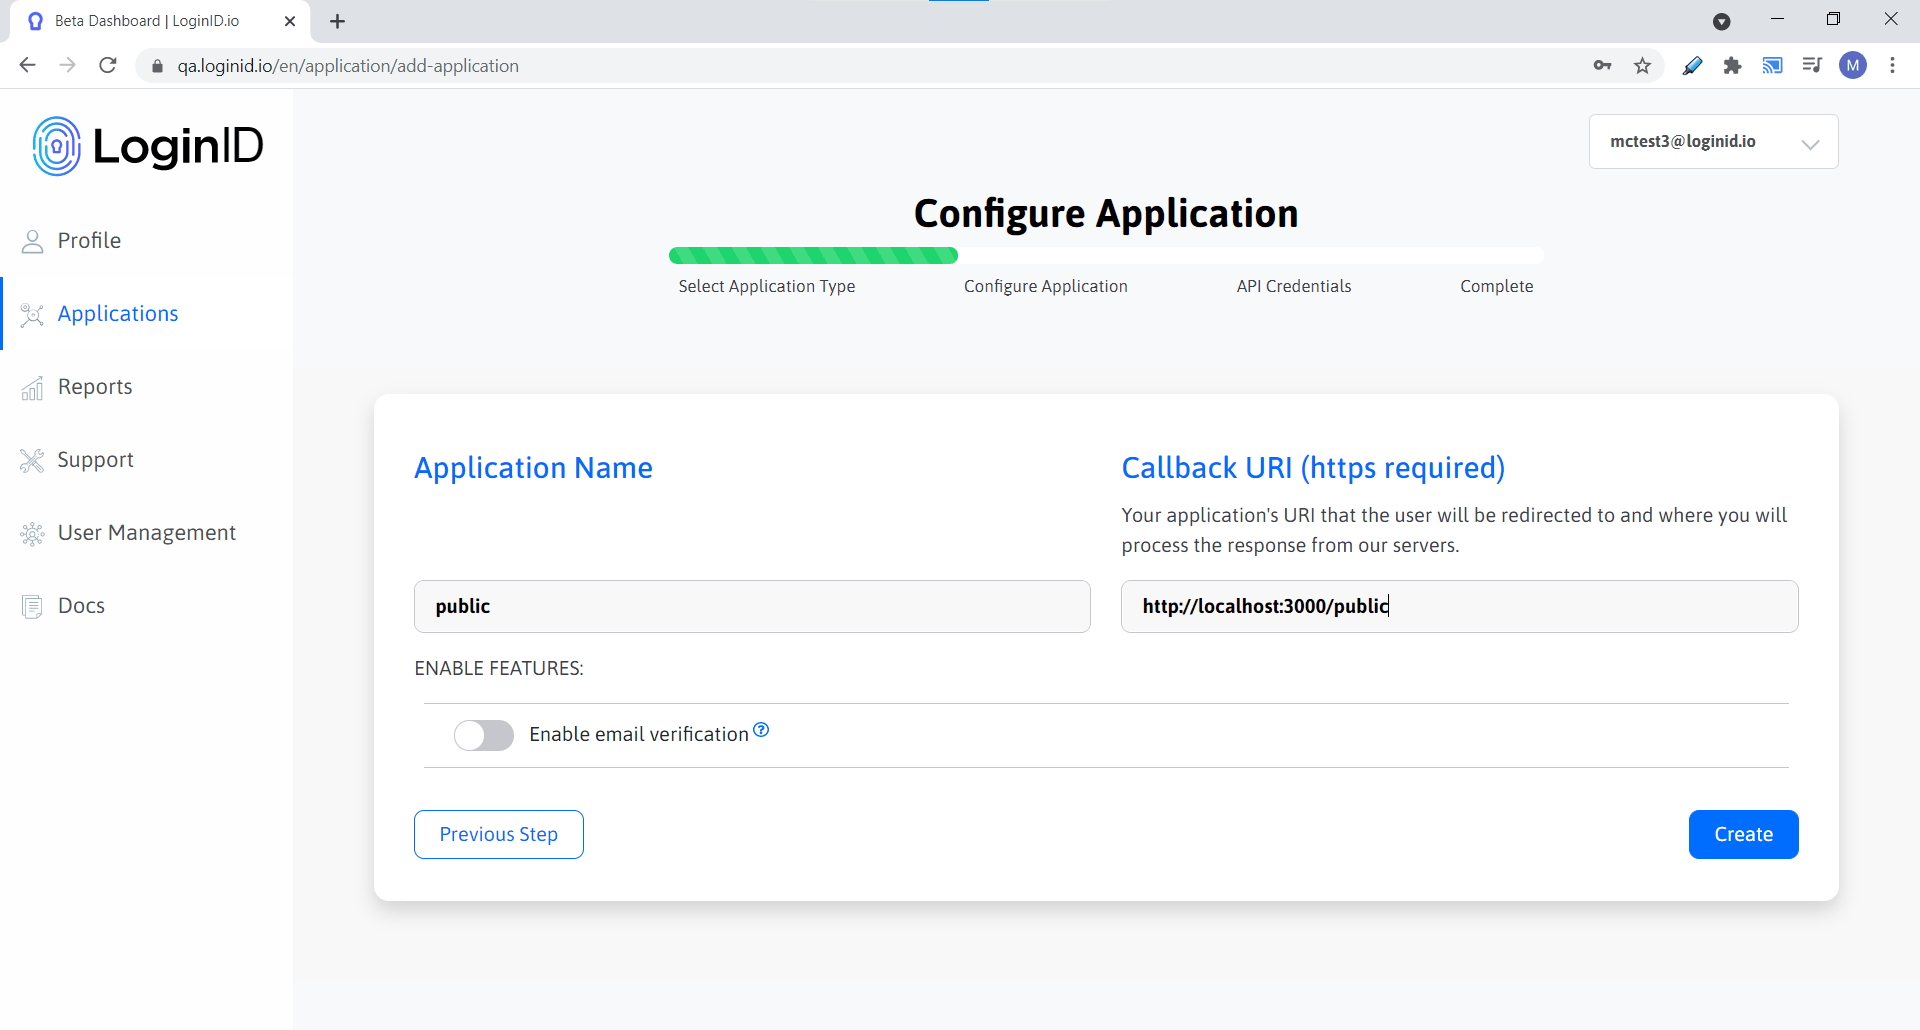 Beta Dashboard | LoginID.io
qa.loginid.io/en/application/add-application
M
LoginID
mctest3@loginid.io
Configure Application
Select Application Type
Configure Application
API Credentials
Complete
Profile
Applications
Reports
Support
User Management
Docs
Application Name
Callback URI (https required)
Your application's URI that the user will be redirected to and where you will
process the response from our servers.
public
http://localhost:3000/public
ENABLE FEATURES:
Enable email verification ?
Previous Step
Create